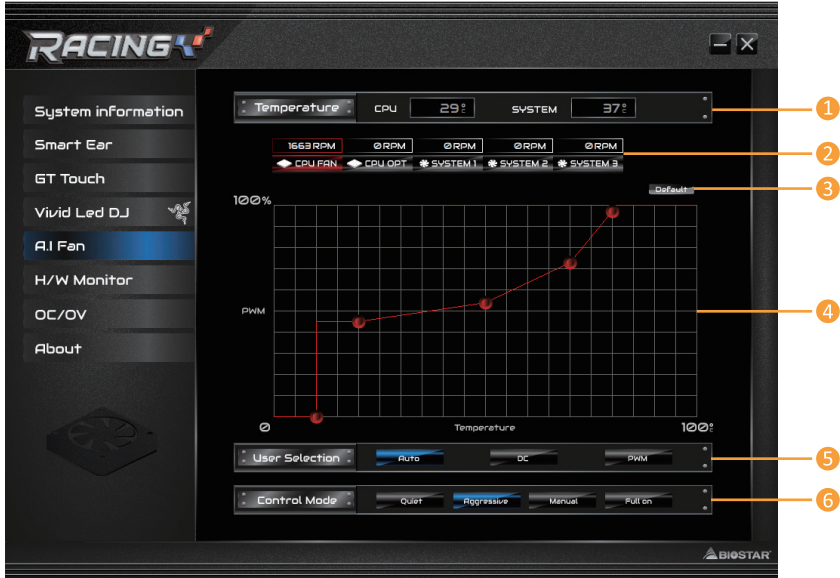 RACING
System information
Smart Ear
GT Touch
Vivid Led DJ
A.I Fan
H/W Monitor
OC/OV
About
Temperature CPU 29°C SYSTEM 37°C 1
1663 RPM 0 RPM 0 RPM 0 RPM 0 RPM 2
CPU FAN CPU OPT SYSTEM 1 SYSTEM 2 SYSTEM 3
Default 3
100%
PWM 4
0 Temperature 100°C
User Selection Auto DC PWM 5
Control Mode Quiet Aggressive Manual Full on 6
BIOSTAR